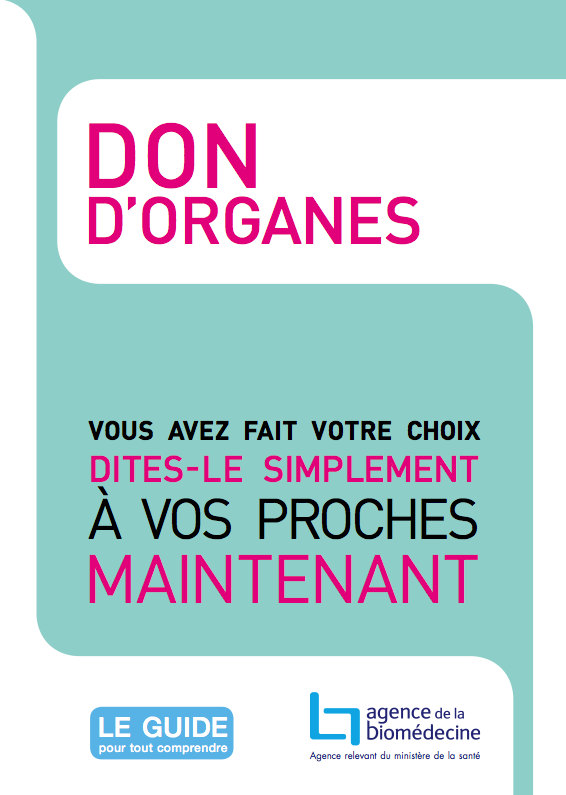 DON
D'ORGANES
VOUS AVEZ FAIT VOTRE CHOIX
DITES-LE SIMPLEMENT
À VOS PROCHES
MAINTENANT
LE GUIDE
pour tout comprendre
agence de la
biomédecine
Agence relevant du ministère de la santé